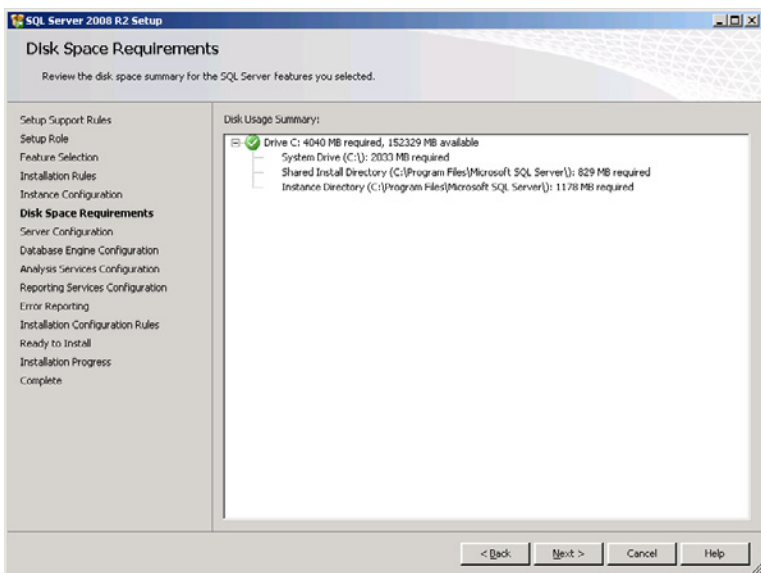 SQL Server 2008 R2 Setup
Disk Space Requirements
Review the disk space summary for the SQL Server features you selected.
Setup Support Rules
Setup Role
Feature Selection
Installation Rules
Instance Configuration
Disk Space Requirements
Server Configuration
Database Engine Configuration
Analysis Services Configuration
Reporting Services Configuration
Error Reporting
Installation Configuration Rules
Ready to Install
Installation Progress
Complete
Disk Usage Summary:
Drive C: 4040 MB required, 152329 MB available
System Drive (C:\): 2033 MB required
Shared Install Directory (C:\Program Files\Microsoft SQL Server\): 829 MB required
Instance Directory (C:\Program Files\Microsoft SQL Server\): 1178 MB required
< Back
Next >
Cancel
Help